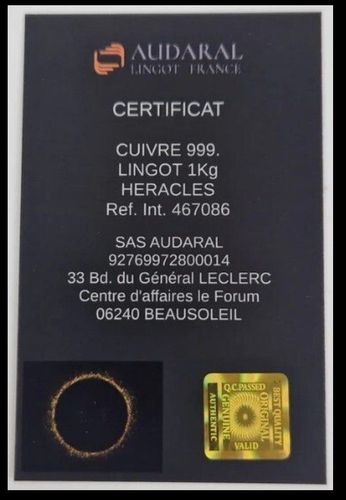 AUDARAL
LINGOT FRANCE
CERTIFICAT
CUIVRE 999.
LINGOT 1Kg
HERACLES
Ref. Int. 467086
SAS AUDARAL
92769972800014
33 Bd. du Général LECLERC
Centre d'affaires le Forum
06240 BEAUSOLEIL
Q.C.PASSED
BEST QUALITY
ORIGINAL
GENUINE
AUTHENTIC
VALID